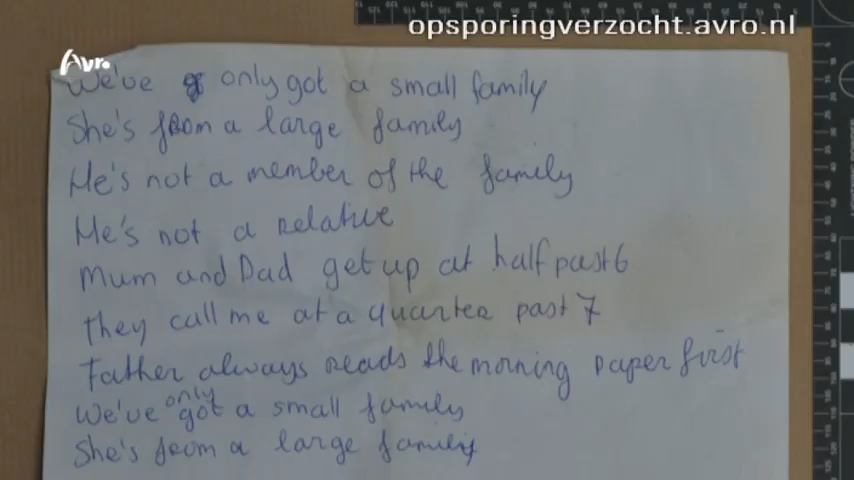 opsporingverzocht.avro.nl
Avr.
We've only got a small family
She's from a large family
He's not a member of the family
He's not a relative
Mum and Dad get up at half past 6
They call me at a quarter past 7
Father always reads the morning paper first
We've only got a small family
She's from a large family